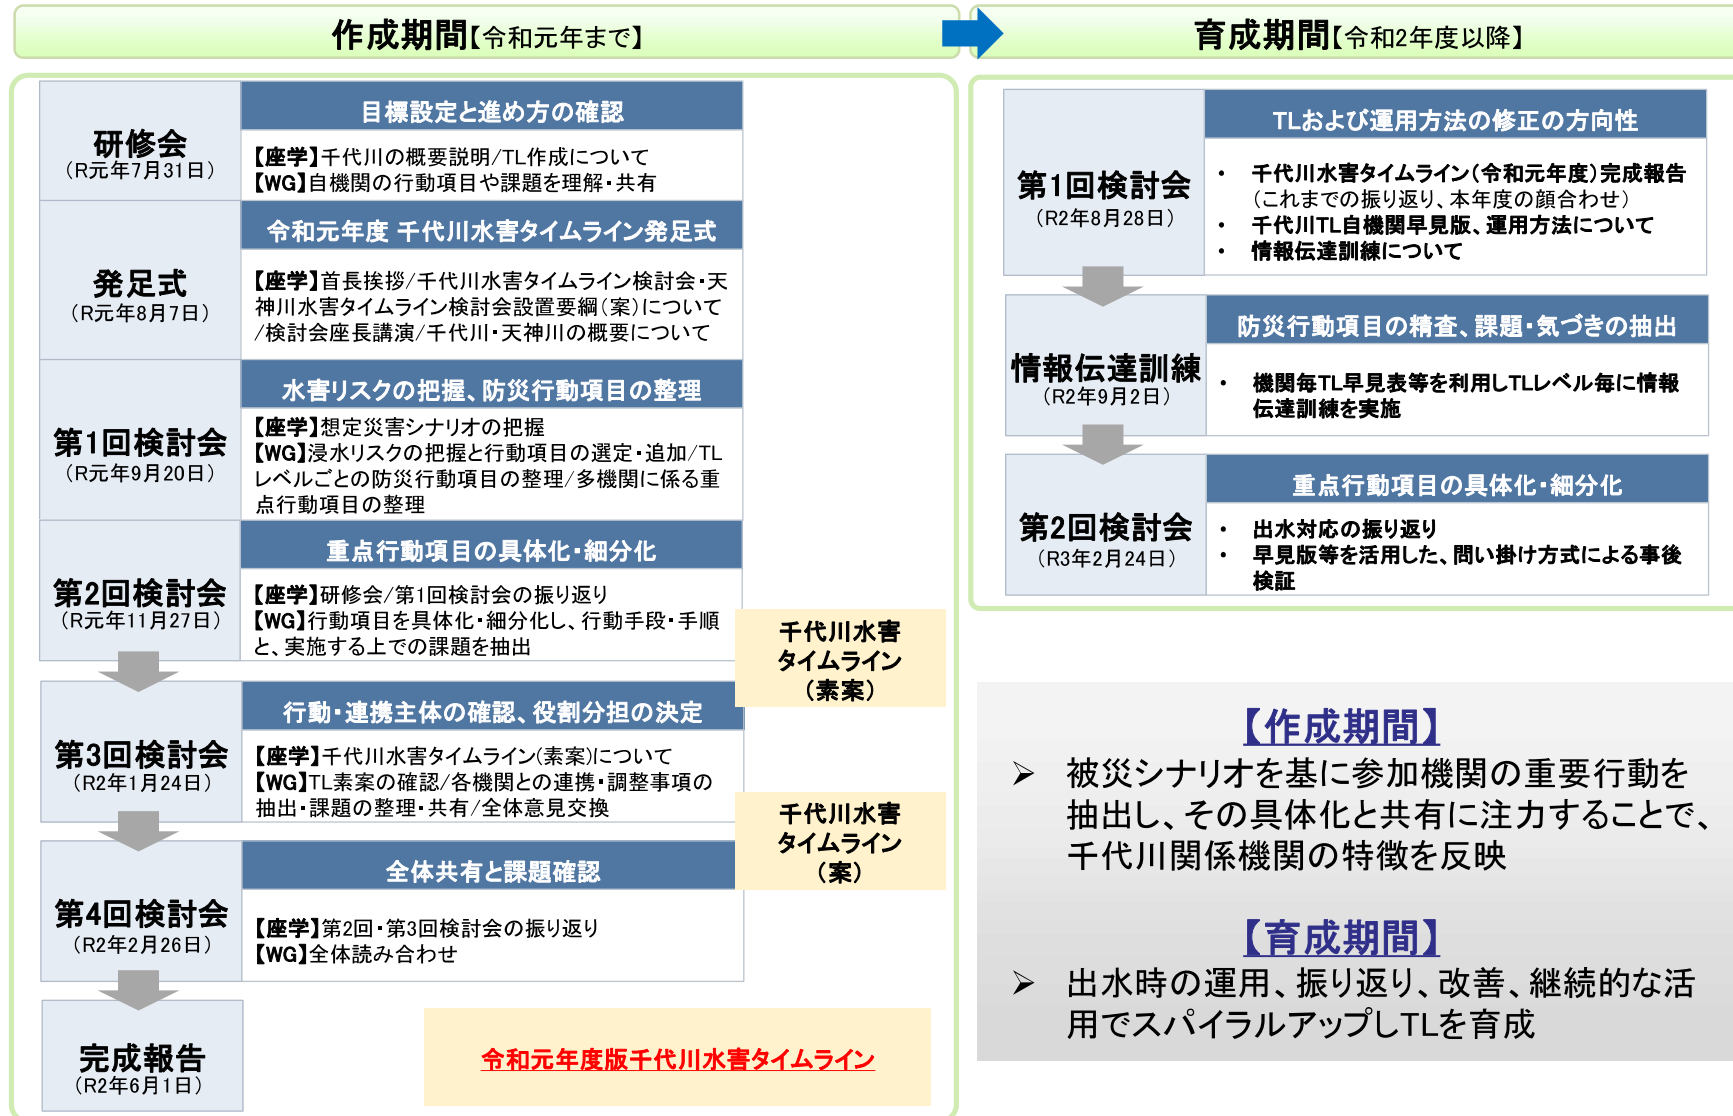 作成期間【令和元年まで】
研修会
（R元年7月31日）
目標設定と進め方の確認
【座学】千代川の概要説明/TL作成について
【WG】自機関の行動項目や課題を理解・共有
発足式
（R元年8月7日）
令和元年度 千代川水害タイムライン発足式
【座学】首長挨拶/千代川水害タイムライン検討会・天
神川水害タイムライン検討会設置要綱（案）について
/検討会座長講演/千代川・天神川の概要について
第1回検討会
（R元年9月20日）
水害リスクの把握、防災行動項目の整理
【座学】想定災害シナリオの把握
【WG】浸水リスクの把握と行動項目の選定・追加/TL
レベルごとの防災行動項目の整理/多機関に係る重
点行動項目の整理
第2回検討会
（R元年11月27日）
重点行動項目の具体化・細分化
【座学】研修会/第1回検討会の振り返り
【WG】行動項目を具体化・細分化し、行動手段・手順
と、実施する上での課題を抽出
千代川水害
タイムライン
（素案）
第3回検討会
（R2年1月24日）
行動・連携主体の確認、役割分担の決定
【座学】千代川水害タイムライン(素案)について
【WG】TL素案の確認/各機関との連携・調整事項の
抽出・課題の整理・共有/全体意見交換
千代川水害
タイムライン
（案）
第4回検討会
（R2年2月26日）
全体共有と課題確認
【座学】第2回・第3回検討会の振り返り
【WG】全体読み合わせ
完成報告
（R2年6月1日）
令和元年度版千代川水害タイムライン
育成期間【令和2年度以降】
第1回検討会
（R2年8月28日）
TLおよび運用方法の修正の方向性
・ 千代川水害タイムライン（令和元年度）完成報告
（これまでの振り返り、本年度の顔合わせ）
・ 千代川TL自機関早見版、運用方法について
・ 情報伝達訓練について
情報伝達訓練
（R2年9月2日）
防災行動項目の精査、課題・気づきの抽出
・ 機関毎TL早見表等を利用しTLレベル毎に情報
伝達訓練を実施
第2回検討会
（R3年2月24日）
重点行動項目の具体化・細分化
・ 出水対応の振り返り
・ 早見版等を活用した、問い掛け方式による事後
検証
【作成期間】
➢ 被災シナリオを基に参加機関の重要行動を
抽出し、その具体化と共有に注力することで、
千代川関係機関の特徴を反映
【育成期間】
➢ 出水時の運用、振り返り、改善、継続的な活
用でスパイラルアップしTLを育成